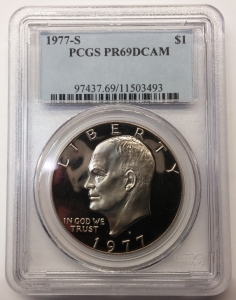 1977-S $1
PCGS PR69DCAM
97437.69/11503493
LIBERTY
IN GOD WE
TRUST
1977